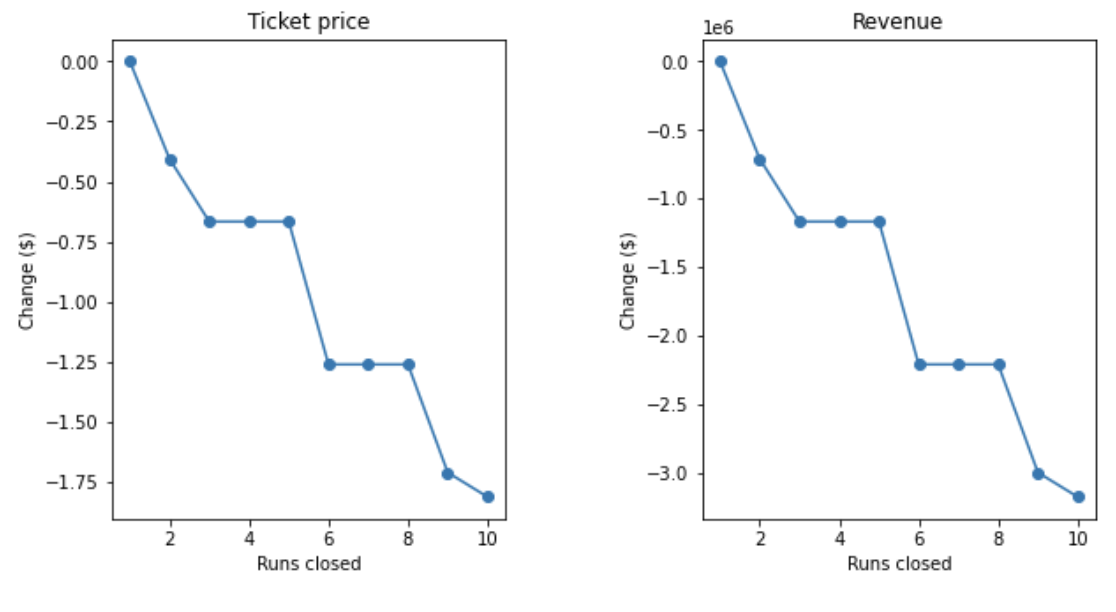 Ticket price
0.00
−0.25
−0.50
−0.75
−1.00
−1.25
−1.50
−1.75
Change ($)
2 4 6 8 10
Runs closed
1e6
Revenue
0.0
−0.5
−1.0
−1.5
−2.0
−2.5
−3.0
Change ($)
2 4 6 8 10
Runs closed